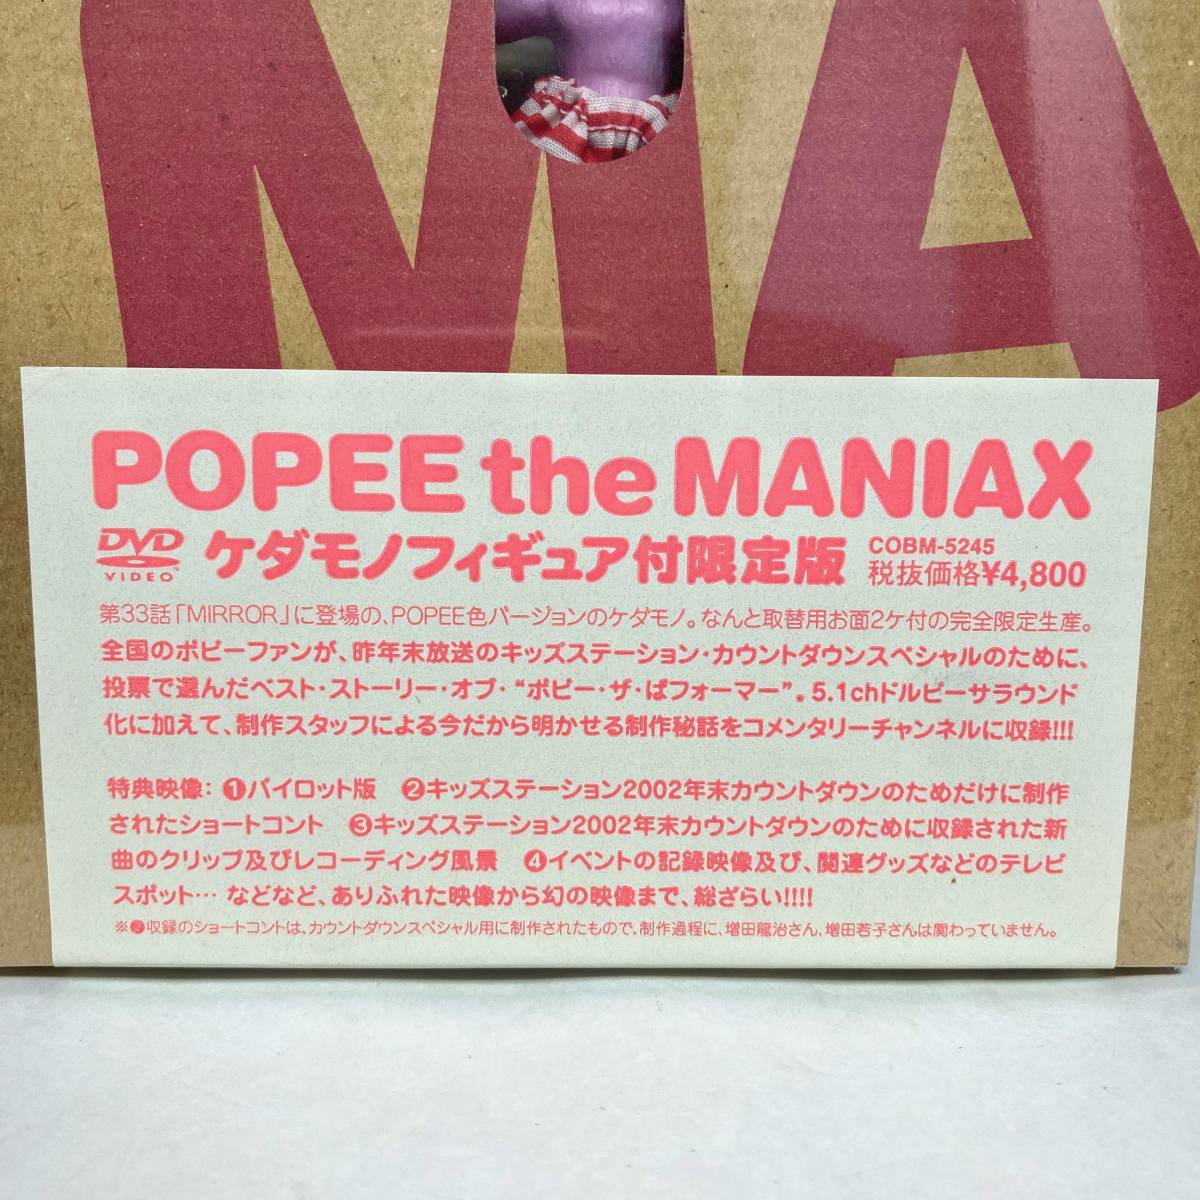 MA
POPEE the MANIAX
DVD VIDEO™ ケダモノフィギュア付限定版 COBM-5245
税抜価格¥4,800
第33話「MIRROR」に登場の、POPEE色バージョンのケダモノ。なんと取替用お面2ケ付の完全限定生産。
全国のポピーファンが、昨年末放送のキッズステーション・カウントダウンスペシャルのために、
投票で選んだベスト・ストーリー・オブ・“ポピー・ザ・ぱフォーマー”。5.1chドルビーサラウンド
化に加えて、制作スタッフによる今だから明かせる制作秘話をコメンタリーチャンネルに収録!!!
特典映像：❶パイロット版 ❷キッズステーション2002年末カウントダウンのためだけに制作
されたショートコント ❸キッズステーション2002年末カウントダウンのために収録された新
曲のクリップ及びレコーディング風景 ❹イベントの記録映像及び、関連グッズなどのテレビ
スポット… などなど、ありふれた映像から幻の映像まで、総ざらい!!!!
※❷収録のショートコントは、カウントダウンスペシャル用に制作されたもので、制作過程に、増田龍治さん、増田若子さんは関わっていません。